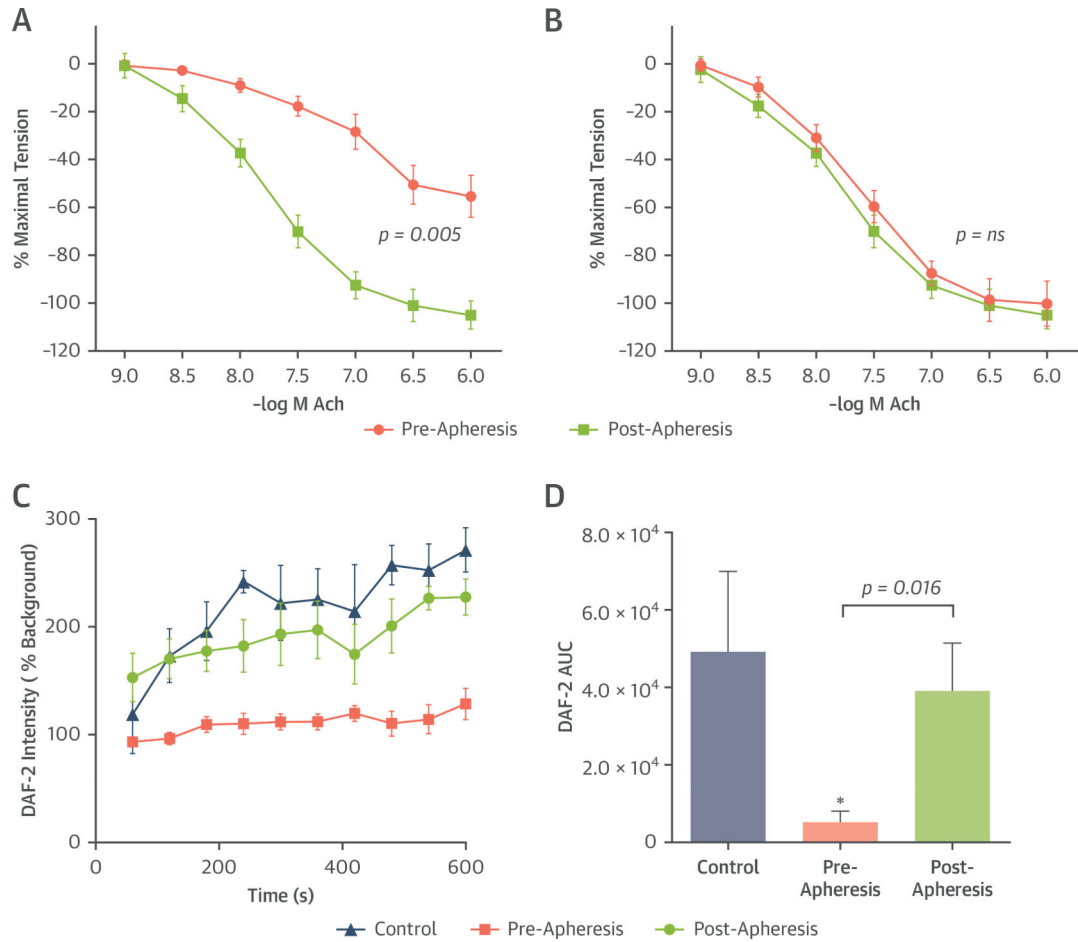 A
% Maximal Tension
0
-20
-40
-60
-80
-100
-120
p = 0.005
9.0 8.5 8.0 7.5 7.0 6.5 6.0
-log M Ach
B
% Maximal Tension
0
-20
-40
-60
-80
-100
-120
p = ns
9.0 8.5 8.0 7.5 7.0 6.5 6.0
-log M Ach
Pre-Apheresis Post-Apheresis
C
DAF-2 Intensity ( % Background)
300
200
100
0
0 200 400 600
Time (s)
D
DAF-2 AUC
8.0 × 10⁴
6.0 × 10⁴
4.0 × 10⁴
2.0 × 10⁴
0
p = 0.016
*
Control Pre-Apheresis Post-Apheresis
Control Pre-Apheresis Post-Apheresis